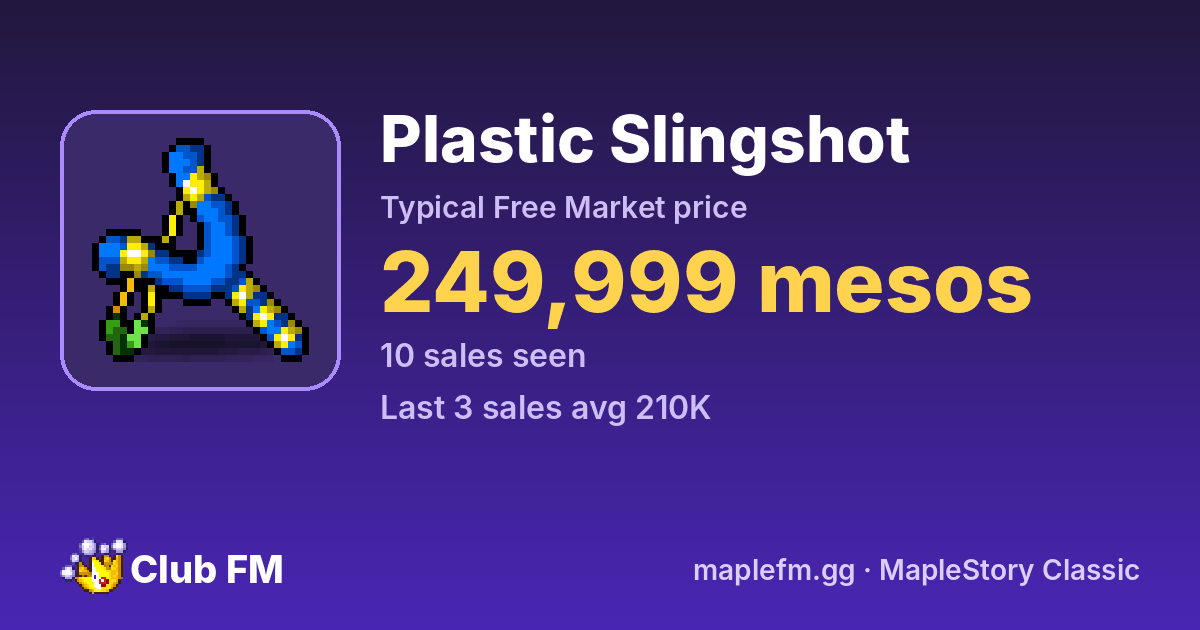 Plastic Slingshot
Typical Free Market price
249,999 mesos
10 sales seen
Last 3 sales avg 210K
Club FM
maplefm.gg · MapleStory Classic